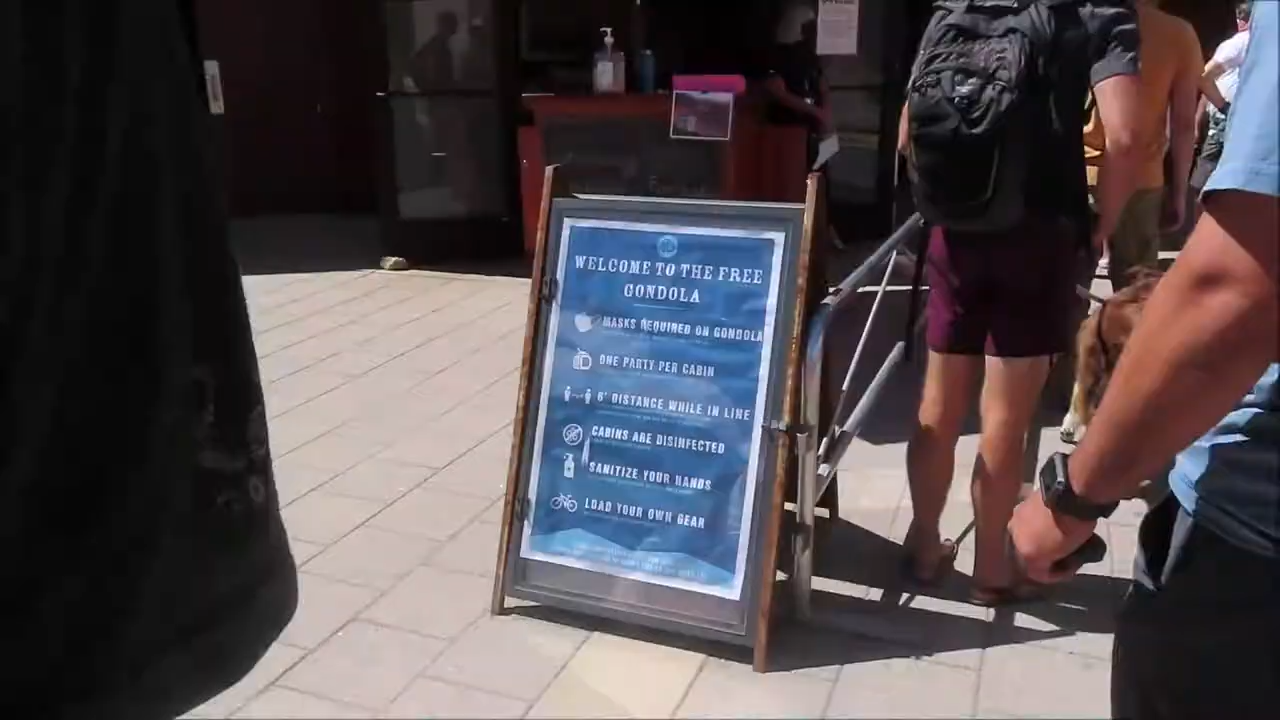 WELCOME TO THE FREE
GONDOLA
MASKS REQUIRED ON GONDOLA
ONE PARTY PER CABIN
6' DISTANCE WHILE IN LINE
CABINS ARE DISINFECTED
SANITIZE YOUR HANDS
LOAD YOUR OWN GEAR